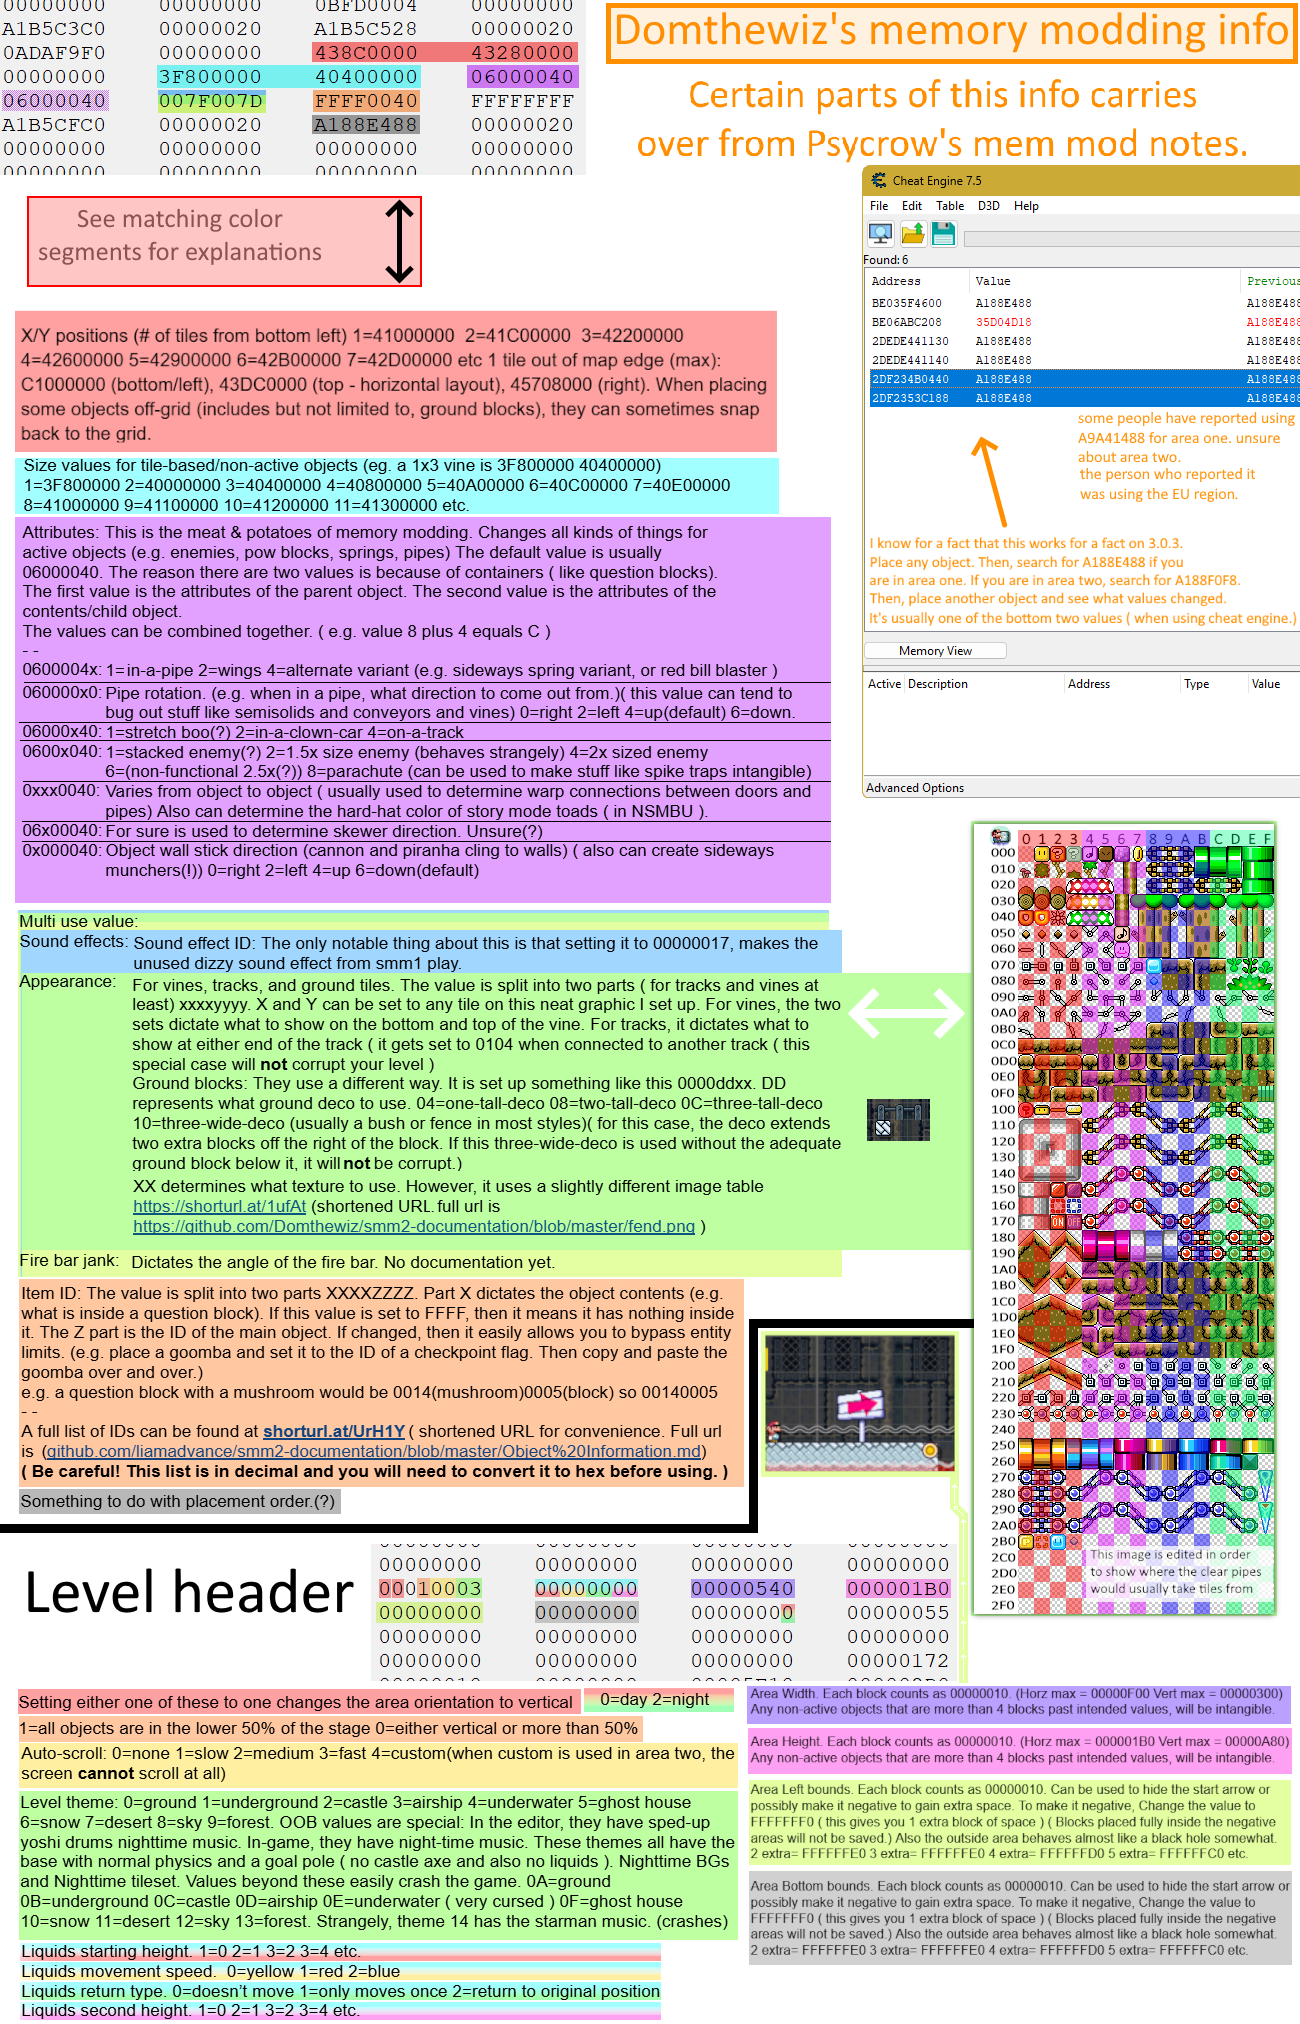 00000000 00000000 0BFD0004 00000000
A1B5C3C0 00000020 A1B5C528 00000020
0ADAF9F0 00000000 438C0000 43280000
00000000 3F800000 40400000 06000040
06000040 007F007D FFFF0040 FFFFFFFF
A1B5CFC0 00000020 A188E488 00000020
00000000 00000000 00000000 00000000
00000000 00000000 00000000 00000000
Domthewiz's memory modding info
Certain parts of this info carries
over from Psycrow's mem mod notes.
See matching color
segments for explanations
Cheat Engine 7.5
File Edit Table D3D Help
Found: 6
Address Value Previous
BE035F4600 A188E488 A188E488
BE06ABC208 35D04D18 A188E488
2DEDE441130 A188E488 A188E488
2DEDE441140 A188E488 A188E488
2DF234B0440 A188E488 A188E488
2DF2353C188 A188E488 A188E488
some people have reported using
A9A41488 for area one. unsure
about area two.
the person who reported it
was using the EU region.
I know for a fact that this works for a fact on 3.0.3.
Place any object. Then, search for A188E488 if you
are in area one. If you are in area two, search for A188F0F8.
Then, place another object and see what values changed.
It's usually one of the bottom two values ( when using cheat engine.)
Memory View
Active Description Address Type Value
Advanced Options
X/Y positions (# of tiles from bottom left) 1=41000000 2=41C00000 3=42200000
4=42600000 5=42900000 6=42B00000 7=42D00000 etc 1 tile out of map edge (max):
C1000000 (bottom/left), 43DC0000 (top - horizontal layout), 45708000 (right). When placing
some objects off-grid (includes but not limited to, ground blocks), they can sometimes snap
back to the grid.
Size values for tile-based/non-active objects (eg. a 1x3 vine is 3F800000 40400000)
1=3F800000 2=40000000 3=40400000 4=40800000 5=40A00000 6=40C00000 7=40E00000
8=41000000 9=41100000 10=41200000 11=41300000 etc.
Attributes: This is the meat & potatoes of memory modding. Changes all kinds of things for
active objects (e.g. enemies, pow blocks, springs, pipes) The default value is usually
06000040. The reason there are two values is because of containers ( like question blocks).
The first value is the attributes of the parent object. The second value is the attributes of the
contents/child object.
The values can be combined together. ( e.g. value 8 plus 4 equals C )
- -
0600004x: 1=in-a-pipe 2=wings 4=alternate variant (e.g. sideways spring variant, or red bill blaster )
060000x0: Pipe rotation. (e.g. when in a pipe, what direction to come out from.)( this value can tend to
bug out stuff like semisolids and conveyors and vines) 0=right 2=left 4=up(default) 6=down.
06000x40: 1=stretch boo(?) 2=in-a-clown-car 4=on-a-track
0600x040: 1=stacked enemy(?) 2=1.5x size enemy (behaves strangely) 4=2x sized enemy
6=(non-functional 2.5x(?)) 8=parachute (can be used to make stuff like spike traps intangible)
0xxx0040: Varies from object to object ( usually used to determine warp connections between doors and
pipes) Also can determine the hard-hat color of story mode toads ( in NSMBU ).
06x00040: For sure is used to determine skewer direction. Unsure(?)
0x000040: Object wall stick direction (cannon and piranha cling to walls) ( also can create sideways
munchers(!)) 0=right 2=left 4=up 6=down(default)
Multi use value:
Sound effects: Sound effect ID: The only notable thing about this is that setting it to 00000017, makes the
unused dizzy sound effect from smm1 play.
Appearance: For vines, tracks, and ground tiles. The value is split into two parts ( for tracks and vines at
least) xxxxyyyy. X and Y can be set to any tile on this neat graphic I set up. For vines, the two
sets dictate what to show on the bottom and top of the vine. For tracks, it dictates what to
show at either end of the track ( it gets set to 0104 when connected to another track ( this
special case will not corrupt your level )
Ground blocks: They use a different way. It is set up something like this 0000ddxx. DD
represents what ground deco to use. 04=one-tall-deco 08=two-tall-deco 0C=three-tall-deco
10=three-wide-deco (usually a bush or fence in most styles)( for this case, the deco extends
two extra blocks off the right of the block. If this three-wide-deco is used without the adequate
ground block below it, it will not be corrupt.)
XX determines what texture to use. However, it uses a slightly different image table
https://shorturl.at/1ufAt (shortened URL. full url is
https://github.com/Domthewiz/smm2-documentation/blob/master/fend.png )
Fire bar jank: Dictates the angle of the fire bar. No documentation yet.
Item ID: The value is split into two parts XXXXZZZZ. Part X dictates the object contents (e.g.
what is inside a question block). If this value is set to FFFF, then it means it has nothing inside
it. The Z part is the ID of the main object. If changed, then it easily allows you to bypass entity
limits. (e.g. place a goomba and set it to the ID of a checkpoint flag. Then copy and paste the
goomba over and over.)
e.g. a question block with a mushroom would be 0014(mushroom)0005(block) so 00140005
- -
A full list of IDs can be found at shorturl.at/UrH1Y ( shortened URL for convenience. Full url
is (github.com/liamadvance/smm2-documentation/blob/master/Object%20Information.md)
( Be careful! This list is in decimal and you will need to convert it to hex before using. )
Something to do with placement order.(?)
0 1 2 3 4 5 6 7 8 9 A B C D E F
000
010
020
030
040
050
060
070
080
090
0A0
0B0
0C0
0D0
0E0
0F0
100
110
120
130
140
150
160
170 ON OFF
180
190
1A0
1B0
1C0
1D0
1E0
1F0
200
210
220
230
240
250
260
270
280
290
2A0
2B0
2C0
2D0
2E0
2F0
This image is edited in order
to show where the clear pipes
would usually take tiles from
Level header
00000000 00000000 00000000 00000000
00010003 00000000 00000540 000001B0
00000000 00000000 00000000 00000055
00000000 00000000 00000000 00000000
00000000 00000000 00000000 00000172
Setting either one of these to one changes the area orientation to vertical
0=day 2=night
1=all objects are in the lower 50% of the stage 0=either vertical or more than 50%
Auto-scroll: 0=none 1=slow 2=medium 3=fast 4=custom(when custom is used in area two, the
screen cannot scroll at all)
Level theme: 0=ground 1=underground 2=castle 3=airship 4=underwater 5=ghost house
6=snow 7=desert 8=sky 9=forest. OOB values are special: In the editor, they have sped-up
yoshi drums nighttime music. In-game, they have night-time music. These themes all have the
base with normal physics and a goal pole ( no castle axe and also no liquids ). Nighttime BGs
and Nighttime tileset. Values beyond these easily crash the game. 0A=ground
0B=underground 0C=castle 0D=airship 0E=underwater ( very cursed ) 0F=ghost house
10=snow 11=desert 12=sky 13=forest. Strangely, theme 14 has the starman music. (crashes)
Liquids starting height. 1=0 2=1 3=2 3=4 etc.
Liquids movement speed. 0=yellow 1=red 2=blue
Liquids return type. 0=doesn't move 1=only moves once 2=return to original position
Liquids second height. 1=0 2=1 3=2 3=4 etc.
Area Width. Each block counts as 00000010. (Horz max = 00000F00 Vert max = 00000300)
Any non-active objects that are more than 4 blocks past intended values, will be intangible.
Area Height. Each block counts as 00000010. (Horz max = 000001B0 Vert max = 00000A80)
Any non-active objects that are more than 4 blocks past intended values, will be intangible.
Area Left bounds. Each block counts as 00000010. Can be used to hide the start arrow or
possibly make it negative to gain extra space. To make it negative, Change the value to
FFFFFFF0 ( this gives you 1 extra block of space ) ( Blocks placed fully inside the negative
areas will not be saved.) Also the outside area behaves almost like a black hole somewhat.
2 extra= FFFFFFE0 3 extra= FFFFFFE0 4 extra= FFFFFFD0 5 extra= FFFFFFC0 etc.
Area Bottom bounds. Each block counts as 00000010. Can be used to hide the start arrow or
possibly make it negative to gain extra space. To make it negative, Change the value to
FFFFFFF0 ( this gives you 1 extra block of space ) ( Blocks placed fully inside the negative
areas will not be saved.) Also the outside area behaves almost like a black hole somewhat.
2 extra= FFFFFFE0 3 extra= FFFFFFE0 4 extra= FFFFFFD0 5 extra= FFFFFFC0 etc.